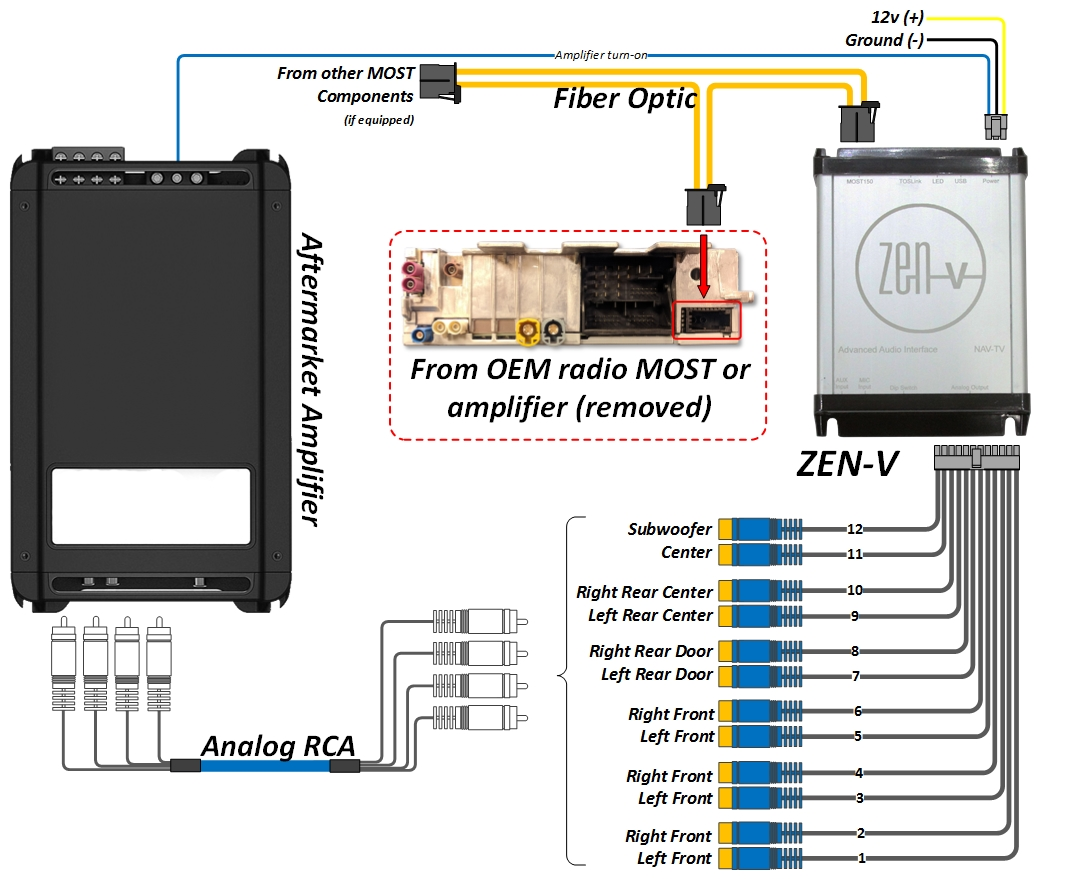 12v (+)
Ground (-)
Amplifier turn-on
From other MOST
Components
(if equipped)
Fiber Optic
MOST150 TOSLink LED USB Power
zen-v
Advanced Audio Interface NAV-TV
Dip Switch Analog Output
Aftermarket Amplifier
From OEM radio MOST or
amplifier (removed)
ZEN-V
Subwoofer 12
Center 11
Right Rear Center 10
Left Rear Center 9
Right Rear Door 8
Left Rear Door 7
Right Front 6
Left Front 5
Right Front 4
Left Front 3
Right Front 2
Left Front 1
Analog RCA